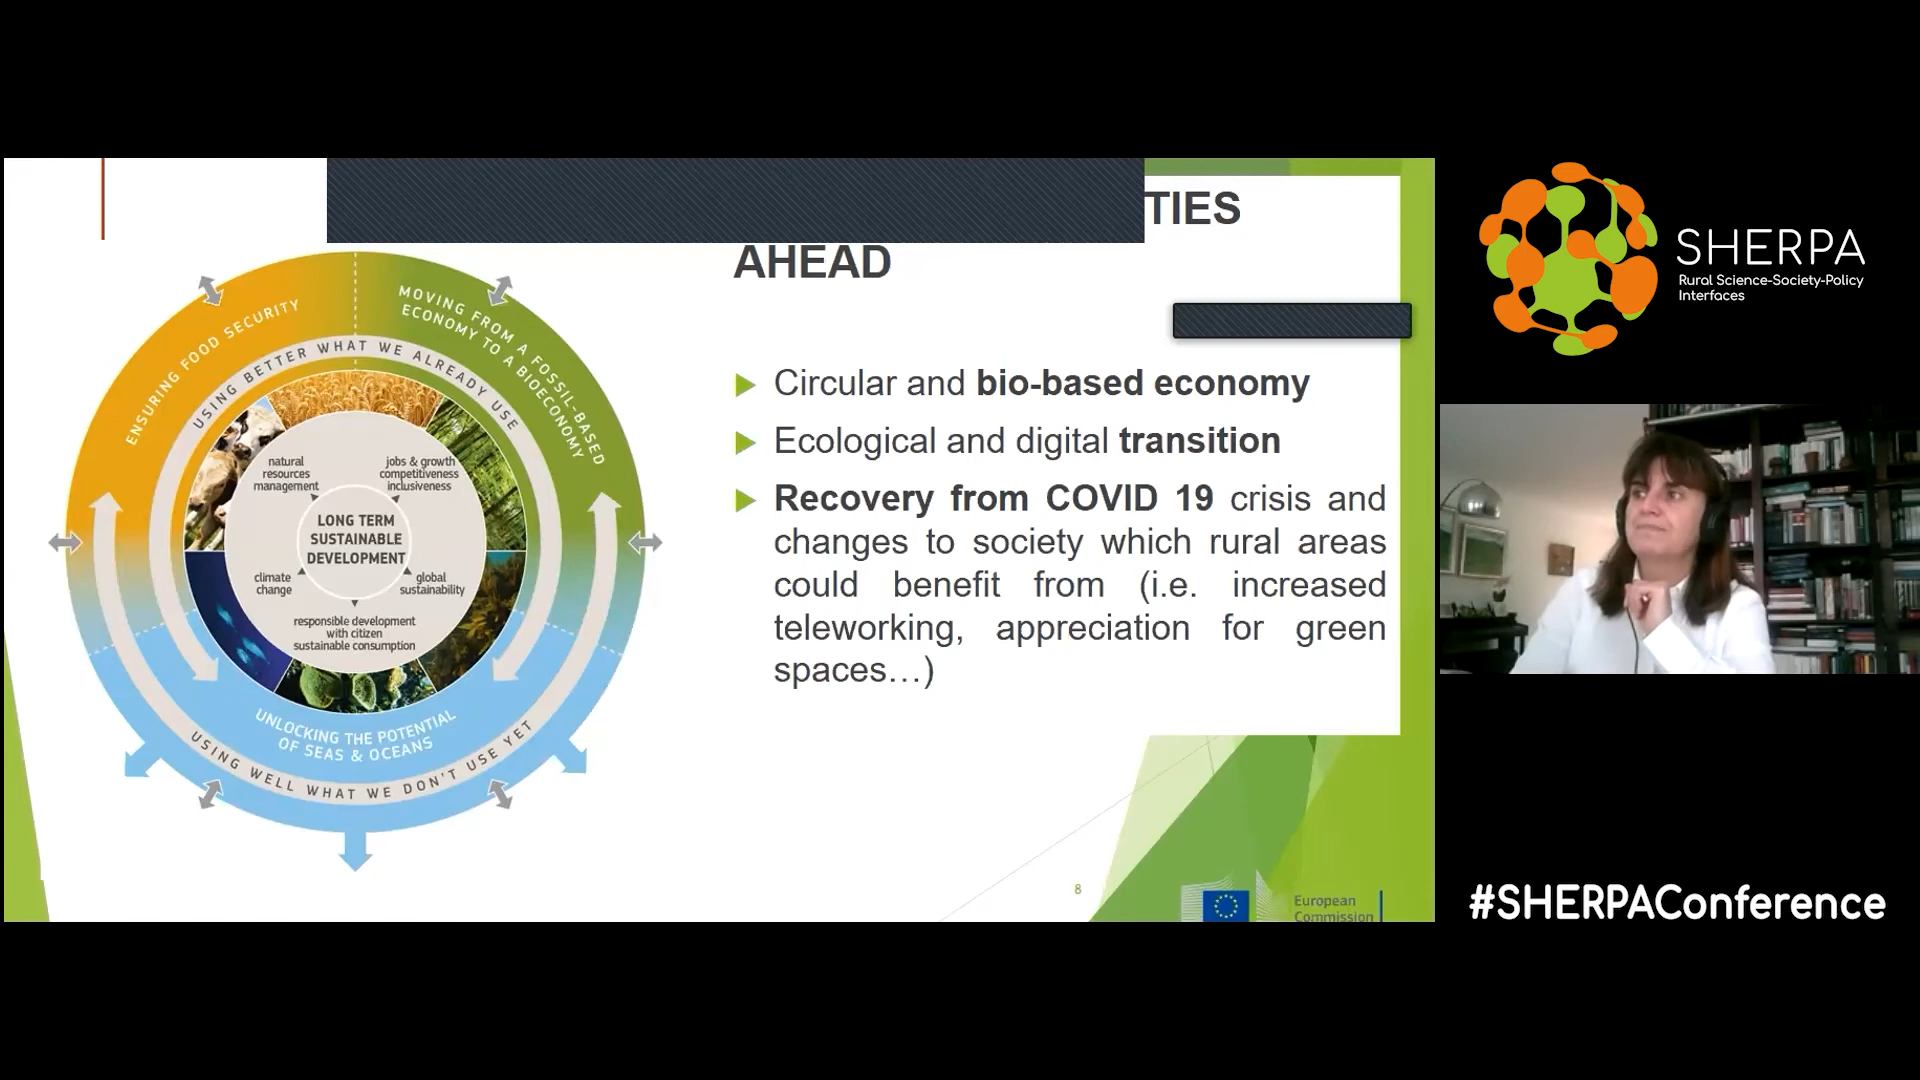 TIES
AHEAD
ENSURING FOOD SECURITY
MOVING FROM A FOSSIL-BASED
ECONOMY TO A BIOECONOMY
USING BETTER WHAT WE ALREADY USE
natural
resources
management
jobs & growth
competitiveness
inclusiveness
LONG TERM
SUSTAINABLE
DEVELOPMENT
climate
change
global
sustainability
responsible development
with citizen
sustainable consumption
UNLOCKING THE POTENTIAL
OF SEAS & OCEANS
USING WELL WHAT WE DON'T USE YET
Circular and bio-based economy
Ecological and digital transition
Recovery from COVID 19 crisis and
changes to society which rural areas
could benefit from (i.e. increased
teleworking, appreciation for green
spaces…)
8
European
Commission
SHERPA
Rural Science-Society-Policy
Interfaces
#SHERPAConference